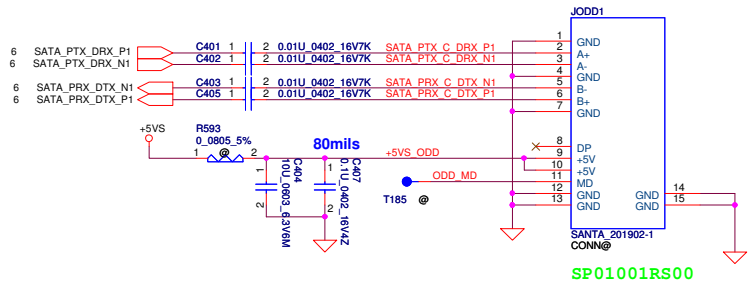 JODD1
6 SATA_PTX_DRX_P1 C401 1 2 0.01U_0402_16V7K SATA_PTX_C_DRX_P1
6 SATA_PTX_DRX_N1 C402 1 2 0.01U_0402_16V7K SATA_PTX_C_DRX_N1
6 SATA_PRX_DTX_N1 C403 1 2 0.01U_0402_16V7K SATA_PRX_C_DTX_N1
6 SATA_PRX_DTX_P1 C405 1 2 0.01U_0402_16V7K SATA_PRX_C_DTX_P1
1 GND
2 A+
3 A-
4 GND
5 B-
6 B+
7 GND
8 DP
9 +5V
10 +5V
11 MD
12 GND GND 14
13 GND GND 15
+5VS
R593
0_0805_5%
1 2
@
80mils
+5VS_ODD
ODD_MD
1 2
C404
10U_0603_6.3V6M
1 2
C407
0.1U_0402_16V4Z
T185 @
SANTA_201902-1
CONN@
SP01001RS00